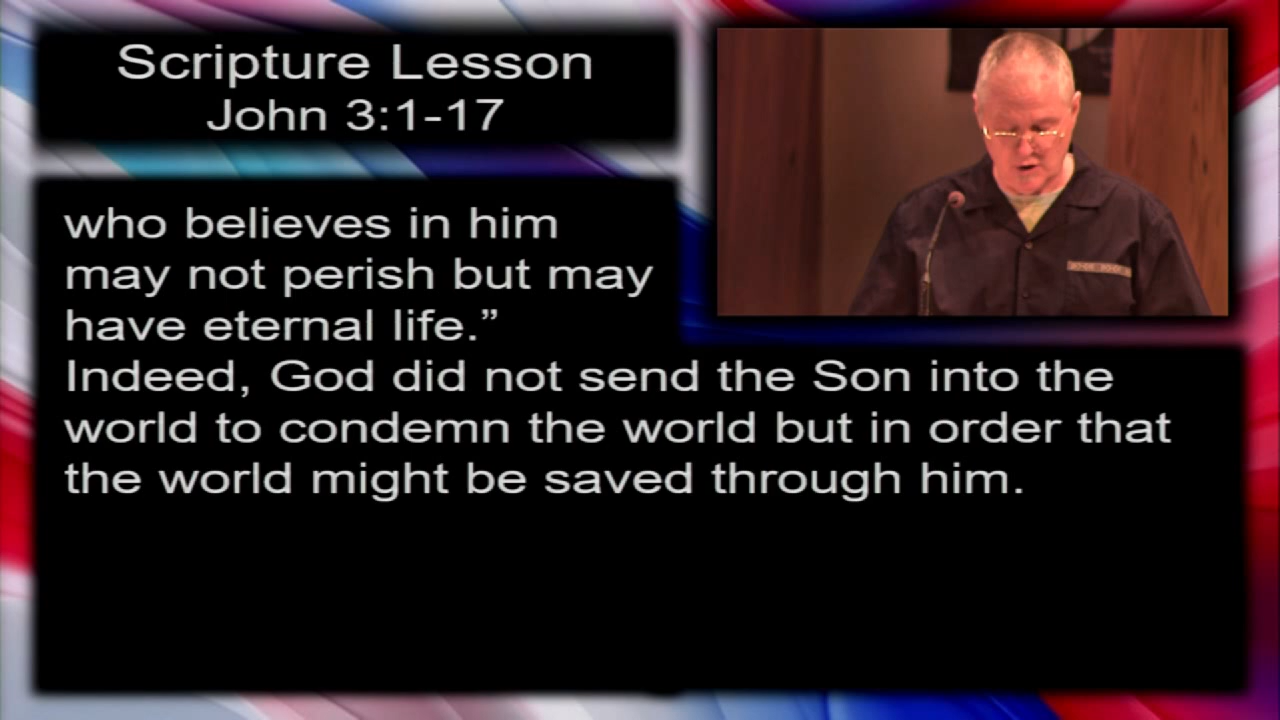 Scripture Lesson
John 3:1-17
who believes in him
may not perish but may
have eternal life.”
Indeed, God did not send the Son into the
world to condemn the world but in order that
the world might be saved through him.